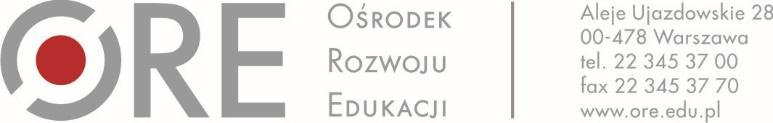 ORE
Ośrodek
Rozwoju
Edukacji
Aleje Ujazdowskie 28
00-478 Warszawa
tel. 22 345 37 00
fax 22 345 37 70
www.ore.edu.pl